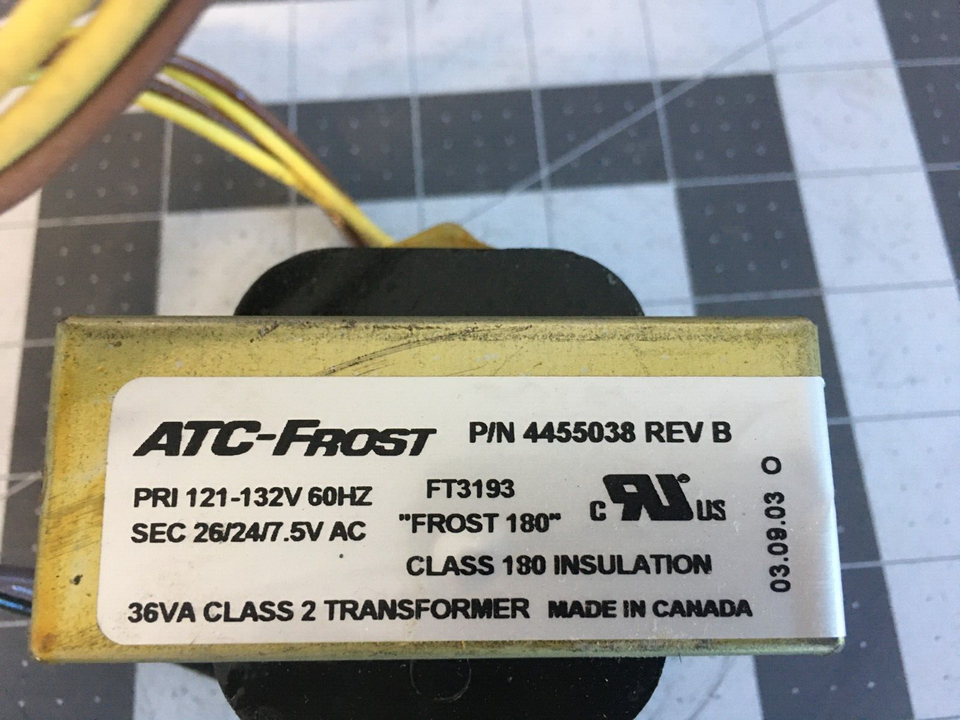 ATC-FROST P/N 4455038 REV B
PRI 121-132V 60HZ FT3193
SEC 26/24/7.5V AC "FROST 180"
C RU US
CLASS 180 INSULATION
36VA CLASS 2 TRANSFORMER MADE IN CANADA
03.09.03 O